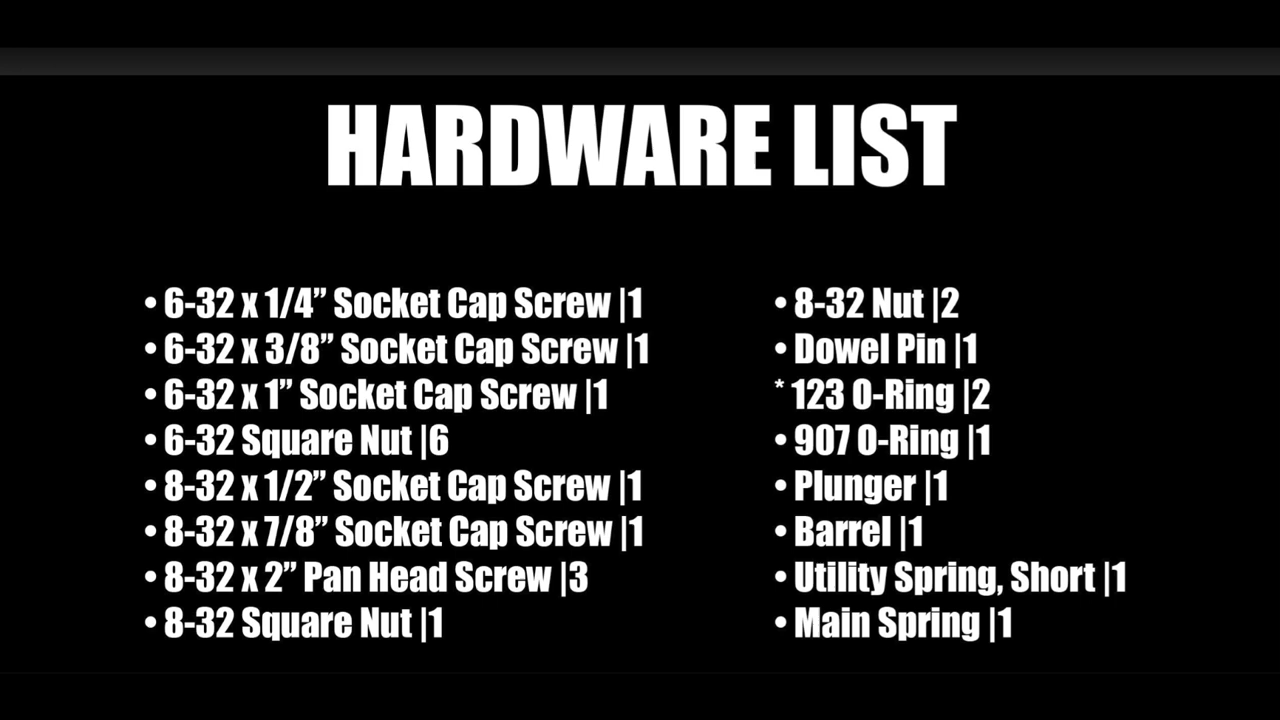 HARDWARE LIST
• 6-32 x 1/4” Socket Cap Screw |1
• 6-32 x 3/8” Socket Cap Screw |1
• 6-32 x 1” Socket Cap Screw |1
• 6-32 Square Nut |6
• 8-32 x 1/2” Socket Cap Screw |1
• 8-32 x 7/8” Socket Cap Screw |1
• 8-32 x 2” Pan Head Screw |3
• 8-32 Square Nut |1
• 8-32 Nut |2
• Dowel Pin |1
* 123 O-Ring |2
• 907 O-Ring |1
• Plunger |1
• Barrel |1
• Utility Spring, Short |1
• Main Spring |1